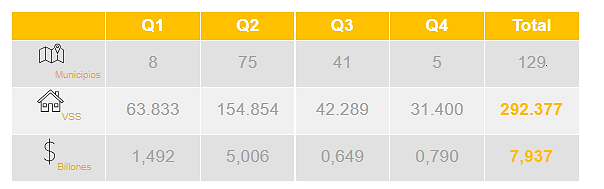 Q1 Q2 Q3 Q4 Total
Municipios 8 75 41 5 129.
VSS 63.833 154.854 42.289 31.400 292.377
$ Billones 1,492 5,006 0,649 0,790 7,937